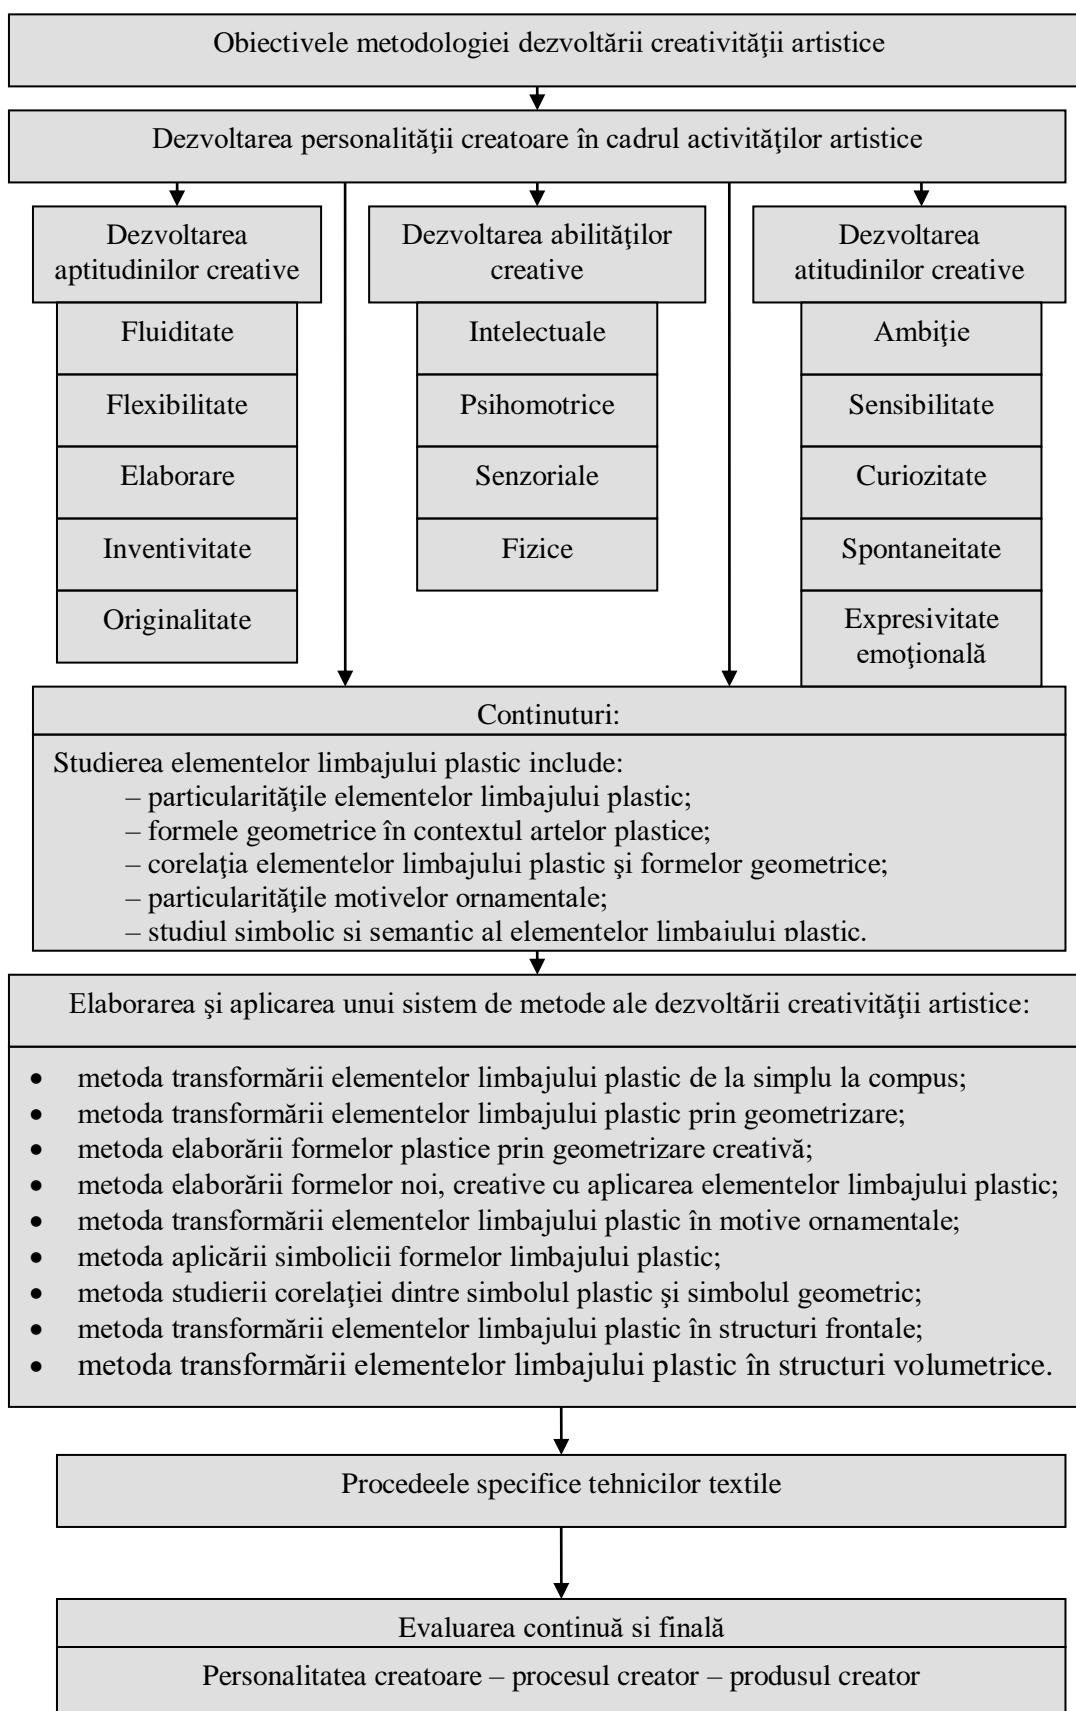 Obiectivele metodologiei dezvoltării creativităţii artistice
Dezvoltarea personalităţii creatoare în cadrul activităţilor artistice
Dezvoltarea
aptitudinilor creative
Fluiditate
Flexibilitate
Elaborare
Inventivitate
Originalitate
Dezvoltarea abilităţilor
creative
Intelectuale
Psihomotrice
Senzoriale
Fizice
Dezvoltarea
atitudinilor creative
Ambiţie
Sensibilitate
Curiozitate
Spontaneitate
Expresivitate
emoţională
Continuturi:
Studierea elementelor limbajului plastic include:
– particularităţile elementelor limbajului plastic;
– formele geometrice în contextul artelor plastice;
– corelaţia elementelor limbajului plastic şi formelor geometrice;
– particularităţile motivelor ornamentale;
– studiul simbolic si semantic al elementelor limbajului plastic.
Elaborarea şi aplicarea unui sistem de metode ale dezvoltării creativităţii artistice:
• metoda transformării elementelor limbajului plastic de la simplu la compus;
• metoda transformării elementelor limbajului plastic prin geometrizare;
• metoda elaborării formelor plastice prin geometrizare creativă;
• metoda elaborării formelor noi, creative cu aplicarea elementelor limbajului plastic;
• metoda transformării elementelor limbajului plastic în motive ornamentale;
• metoda aplicării simbolicii formelor limbajului plastic;
• metoda studierii corelaţiei dintre simbolul plastic şi simbolul geometric;
• metoda transformării elementelor limbajului plastic în structuri frontale;
• metoda transformării elementelor limbajului plastic în structuri volumetrice.
Procedeele specifice tehnicilor textile
Evaluarea continuă si finală
Personalitatea creatoare – procesul creator – produsul creator